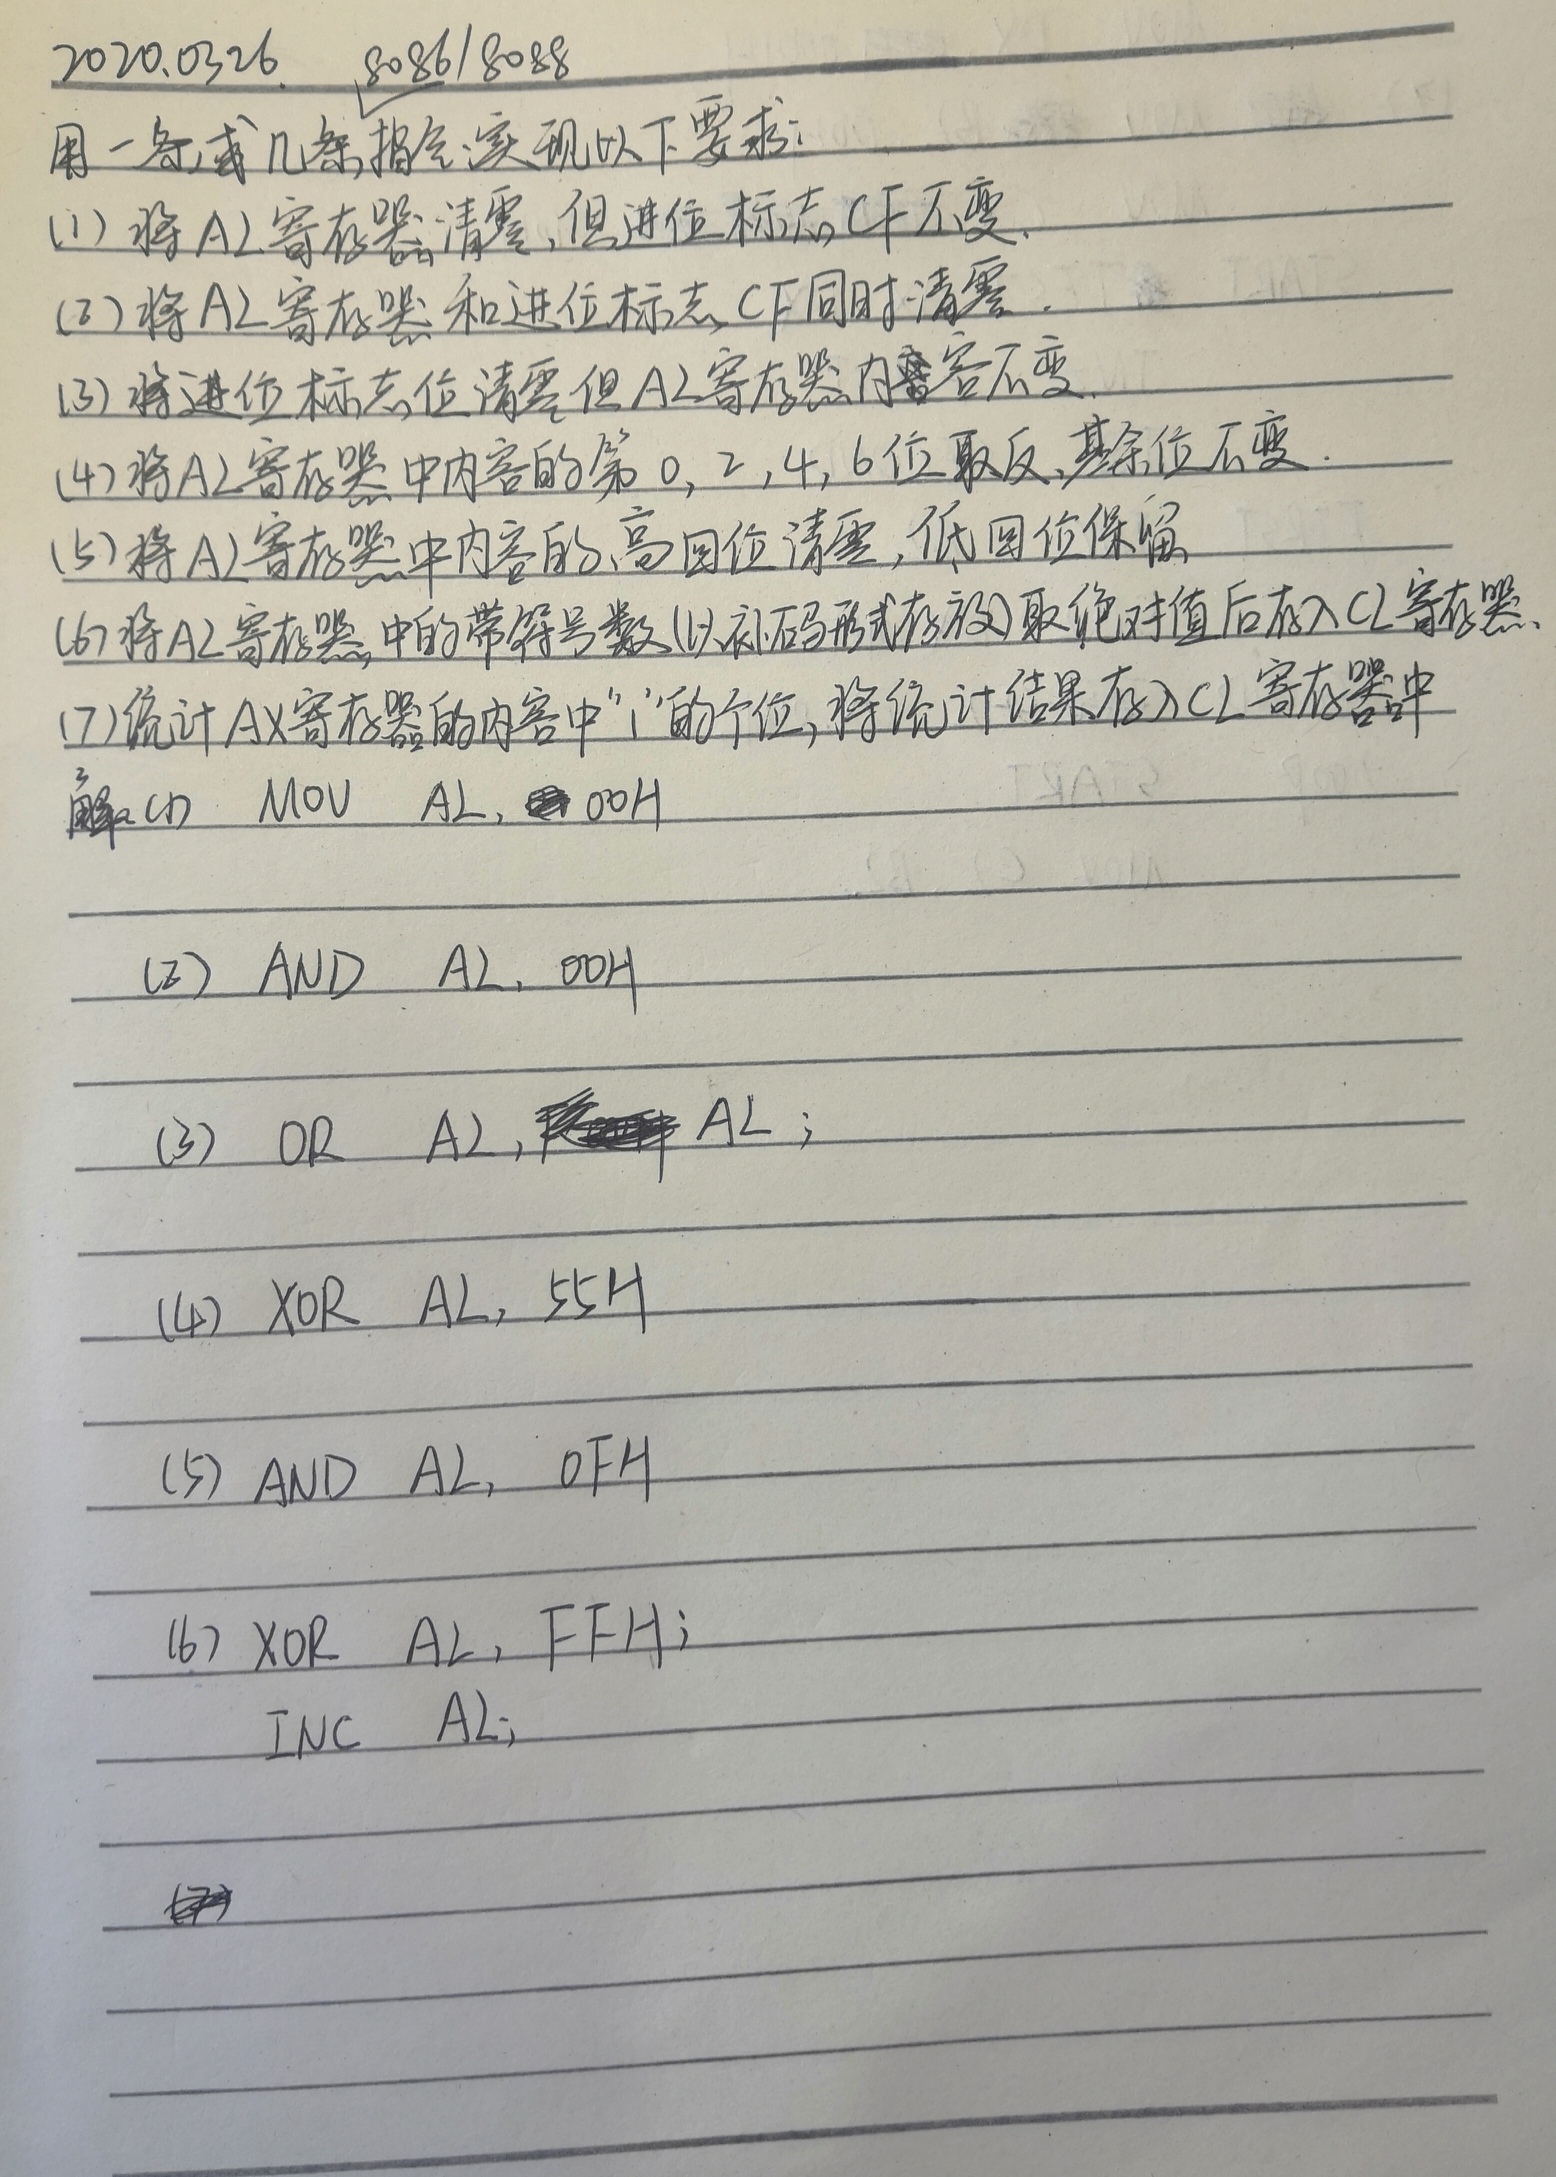 2020.03.26. 8086/8088
用一条或几条指令实现以下要求:
(1) 将AL寄存器清零,但进位标志CF不变.
(2) 将AL寄存器和进位标志CF同时清零.
(3) 将进位标志位清零但AL寄存器内容不变.
(4) 将AL寄存器中内容的第0,2,4,6位取反,其余位不变.
(5) 将AL寄存器中内容的高四位清零,低四位保留
(6) 将AL寄存器中的带符号数(以补码形式存放)取绝对值后存入CL寄存器.
(7) 统计AX寄存器的内容中"1"的个位,将统计结果存入CL寄存器中
解:(1) MOV AL, 00H
(2) AND AL, 00H
(3) OR AL, AL;
(4) XOR AL, 55H
(5) AND AL, 0FH
(6) XOR AL, FFH;
INC AL;